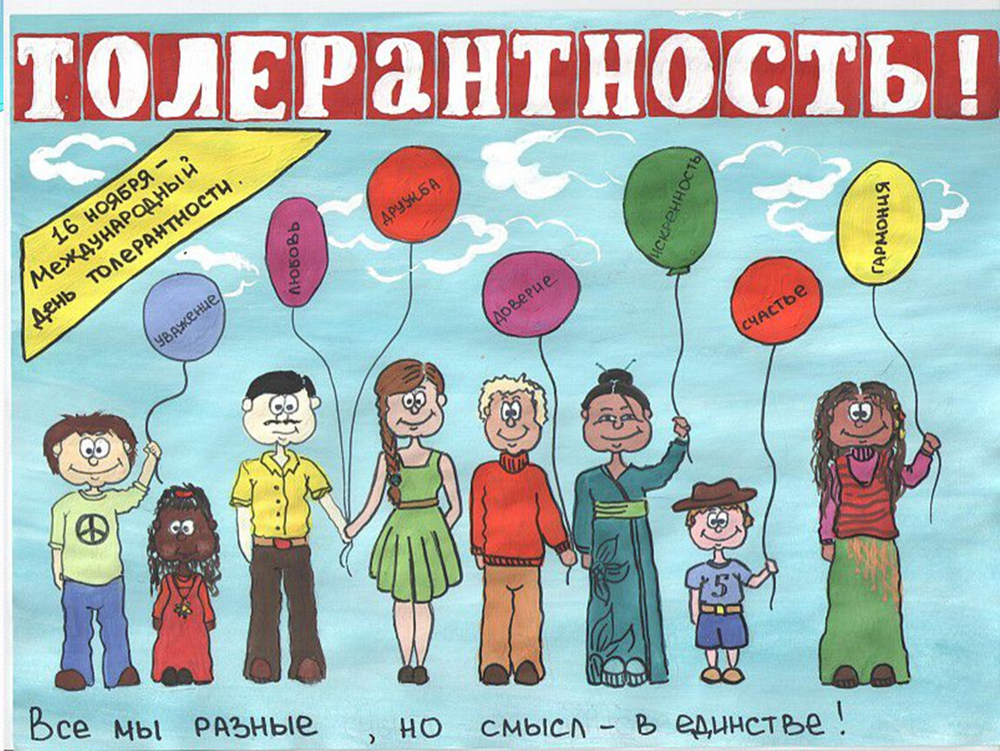 ТОЛЕРАНТНОСТЬ!
16 НОЯБРЯ –
МЕЖДУНАРОДНЫЙ
ДЕНЬ ТОЛЕРАНТНОСТИ.
УВАЖЕНИЕ
ЛЮБОВЬ
ДРУЖБА
ДОВЕРИЕ
ИСКРЕННОСТЬ
СЧАСТЬЕ
ГАРМОНИЯ
5
Все мы РАЗНЫЕ , НО СМЫСЛ – В ЕДИНСТВЕ!